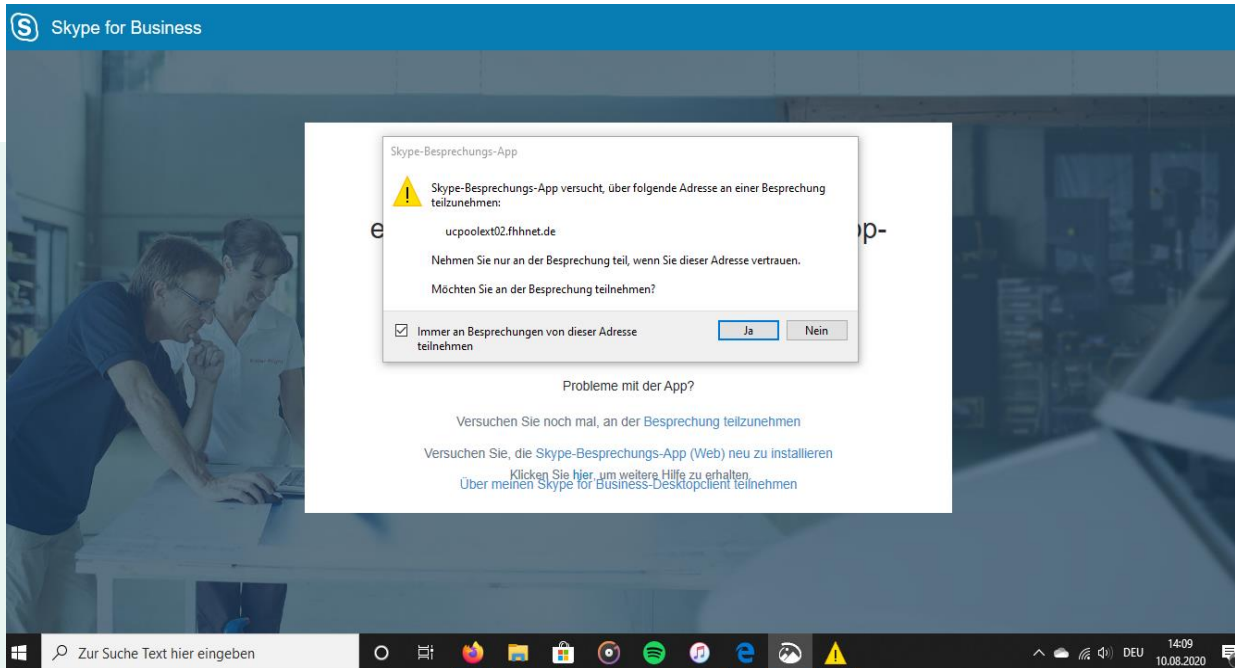 Skype for Business
Skype-Besprechungs-App
Skype-Besprechungs-App versucht, über folgende Adresse an einer Besprechung
teilzunehmen:
e
op-
ucpoolext02.fhhnet.de
Nehmen Sie nur an der Besprechung teil, wenn Sie dieser Adresse vertrauen.
Möchten Sie an der Besprechung teilnehmen?
Immer an Besprechungen von dieser Adresse
teilnehmen
Ja
Nein
Probleme mit der App?
Versuchen Sie noch mal, an der Besprechung teilzunehmen
Versuchen Sie, die Skype-Besprechungs-App (Web) neu zu installieren
Klicken Sie hier, um weitere Hilfe zu erhalten.
Über meinen Skype for Business-Desktopclient teilnehmen
Zur Suche Text hier eingeben
DEU
14:09
10.08.2020